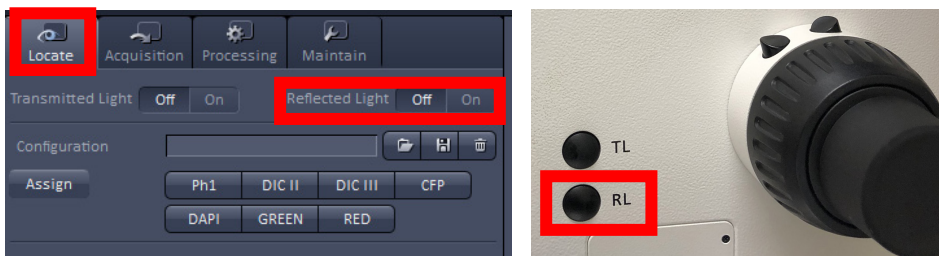 Locate Acquisition Processing Maintain
Transmitted Light Off On Reflected Light Off On
Configuration
Assign Ph1 DIC II DIC III CFP
DAPI GREEN RED
TL
RL